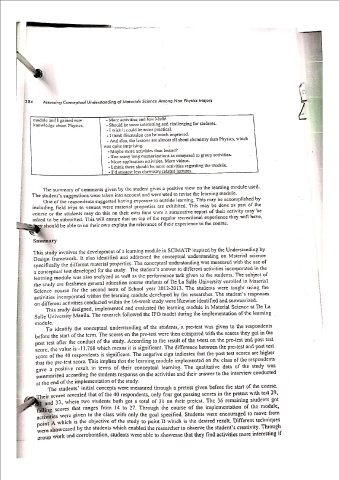 284 Assessing Conceptual Understanding of Materials Science Among Non Physics Majors
module and I gained new
knowledge about Physics.
- More activities and less Math!
- Should be more interesting and challenging for students.
- I wish it could be more practical.
- I think discussion can be much improved.
- And also, the lessons are almost all about chemistry than Physics, which
was quite surprising.
- Maybe more activities than lesson?
- Too many long memorizations as compared to group activities.
- More application activities. More videos.
- I think there should be more activities regarding the module.
- I'd suggest less chemistry related lectures.
The summary of comments given by the student gives a positive view on the learning module used.
The student's suggestions were taken into account and were used to revise the learning module.
One of the respondents suggested having exposure to outside learning. This may be accomplished by
including field trips to venues were material properties are exhibited. This may be done as part of the
course or the students may do this on their own time were a summative report of their activity may be
asked to be submitted. This will ensure that on top of the regular recreational experience they will have,
should be able to on their own explain the relevance of their experience to the course.
Summary
This study involves the development of a learning module in SCIMATP inspired by the Understanding by
Design framework. It also identified and addressed the conceptual understanding on Material science
specifically the different material properties. The conceptual understanding was measured with the use of
a conceptual test developed for the study. The student's answer to different activities incorporated in the
learning module was also analyzed as well as the performance task given to the students. The subject of
the study are freshmen general education course students of De La Salle University enrolled in Material
Science course for the second term of School year 2012-2013. The students were taught using the
activities incorporated within the learning module developed by the researcher. The student's responses
on different activities conducted within the 14-week study were likewise identified and summarized.
This study designed, implemented and evaluated the learning module in Material Science at De La
Salle University Manila. The research followed the IPO model during the implementation of the learning
module.
To identify the conceptual understanding of the students, a pre-test was given to the respondents
before the start of the term. The scores on the pre-test were then compared with the scores they got in the
post test after the conduct of the study. According to the result of the t-test on the pre-test and post test
score, the value is -11.768 which means it is significant. The difference between the pre-test and post test
score of the 40 respondents is significant. The negative sign indicates that the post test scores are higher
that the pre-test score. This implies that the learning module implemented on the class of the respondents
gave a positive result in terms of their conceptual learning. The qualitative data of the study was
summarized according the students response on the activities and their answer to the interview conducted
at the end of the implementation of the study.
The students' initial concepts were measured through a pretest given before the start of the course.
Their scores revealed that of the 40 respondents, only four got passing scores in the pretest with test 29,
and 33, where two students both got a total of 31 on their pretest. The 36 remaining students got
failing scores that ranges from 14 to 27. Through the course of the implementation of the module,
activities were given to the class with only the goal specified. Students were encouraged to move from
point A which is the objective of the study to point B which is the desired result. Different techniques
were showcased by the students which enabled the researcher to observe the student's creativity. Through
group work and corroboration, students were able to showcase that they find activities more interesting if